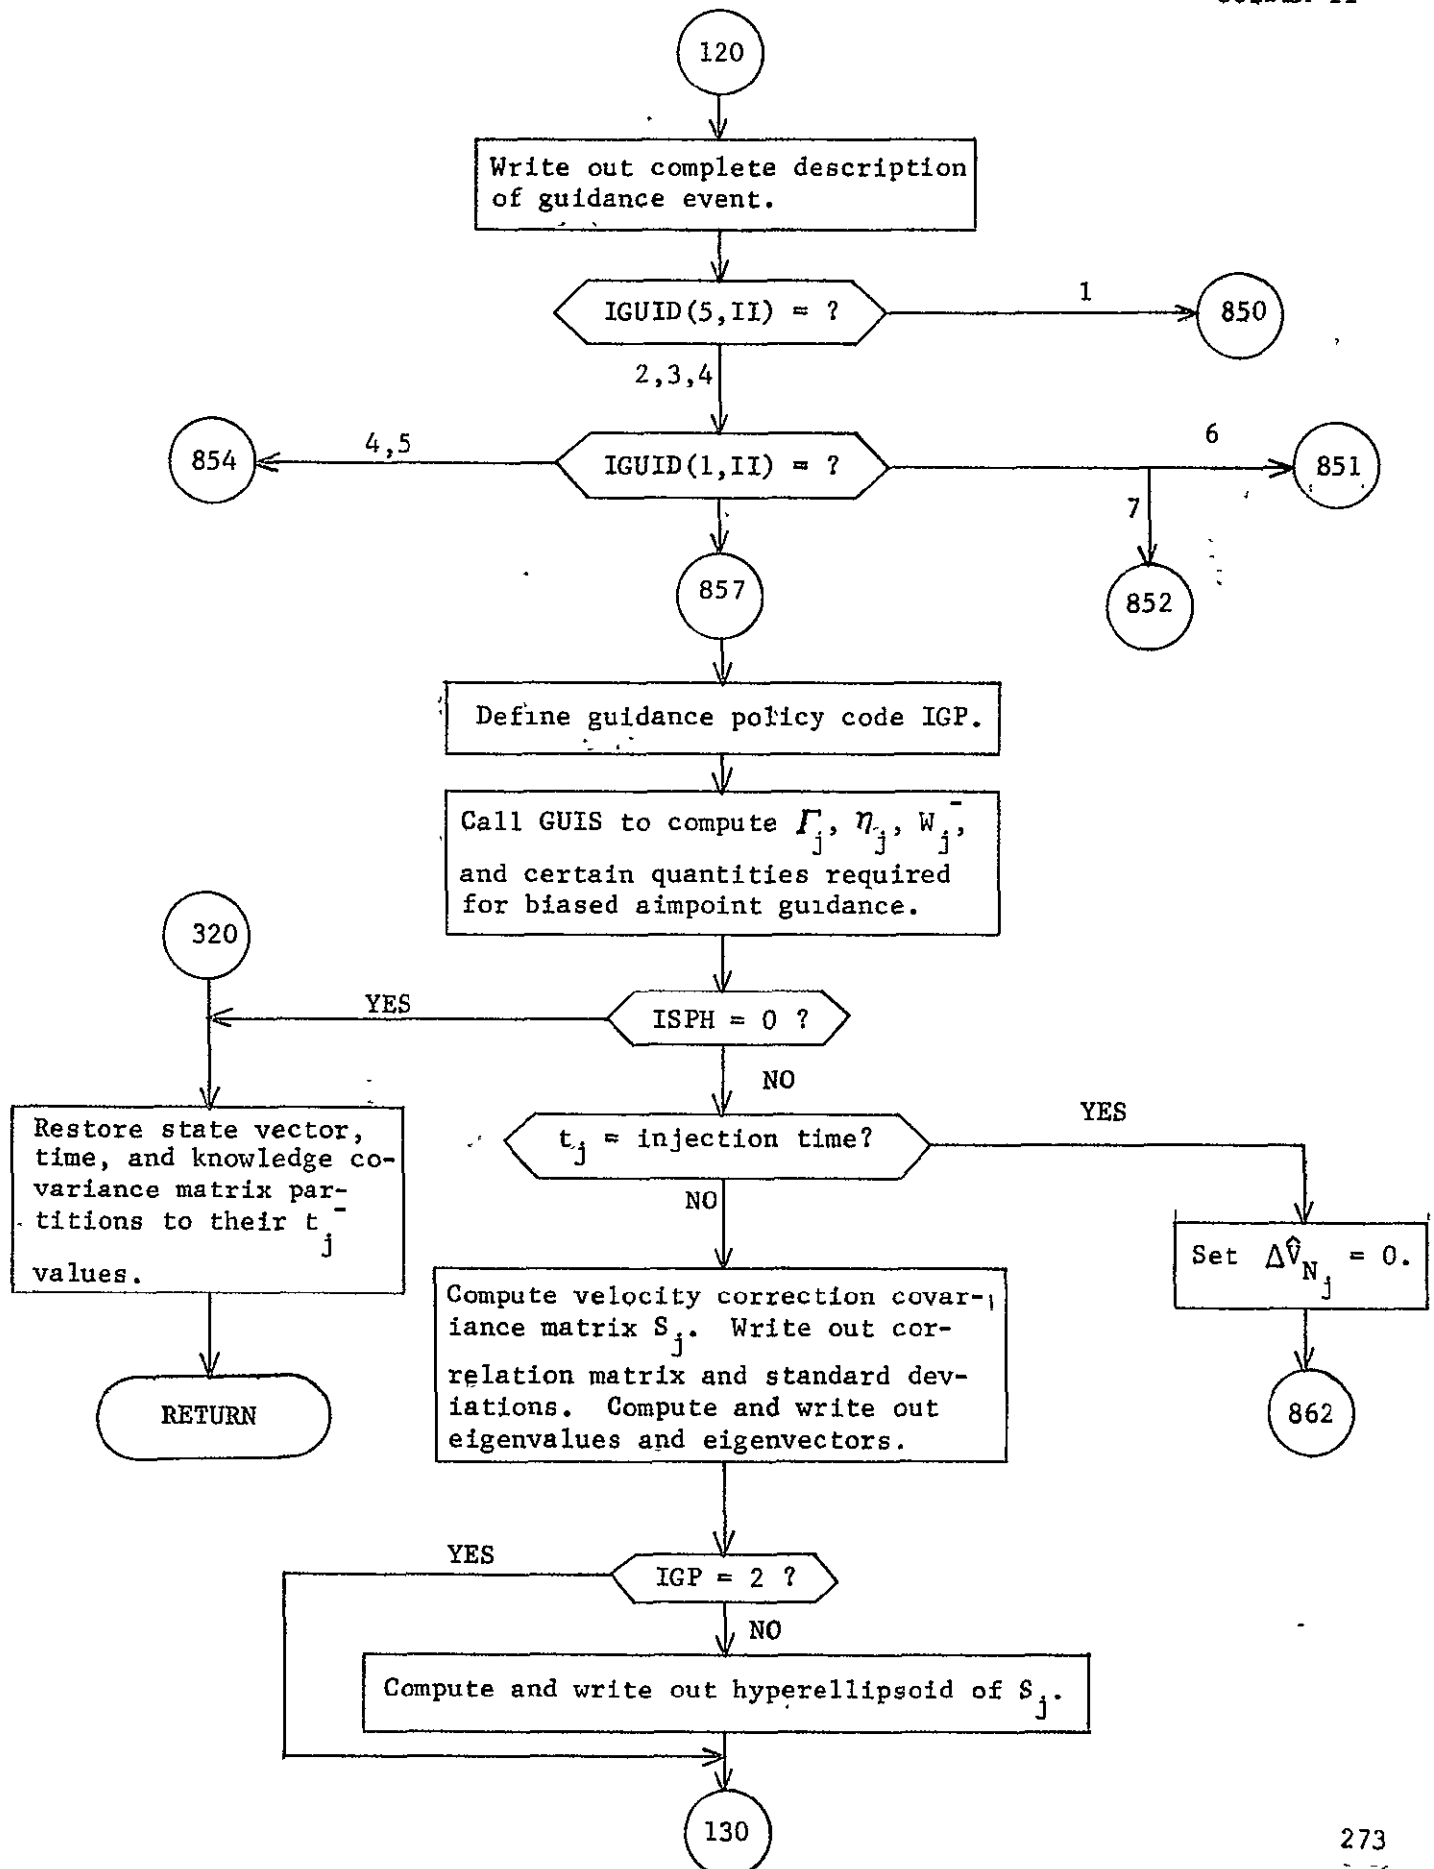 120
Write out complete description
of guidance event.
IGUID(5,II) = ?
1
850
2,3,4
854
4,5
IGUID(1,II) = ?
6
851
7
857
852
Define guidance policy code IGP.
Call GUIS to compute Γj, ηj, Wj⁻,
and certain quantities required
for biased aimpoint guidance.
320
YES
ISPH = 0 ?
NO
YES
Restore state vector,
time, and knowledge co-
variance matrix par-
titions to their tj⁻
values.
tj = injection time?
NO
Set ΔV̂Nj = 0.
Compute velocity correction covar-
iance matrix Sj. Write out cor-
relation matrix and standard dev-
iations. Compute and write out
eigenvalues and eigenvectors.
RETURN
862
YES
IGP = 2 ?
NO
Compute and write out hyperellipsoid of Sj.
130
273